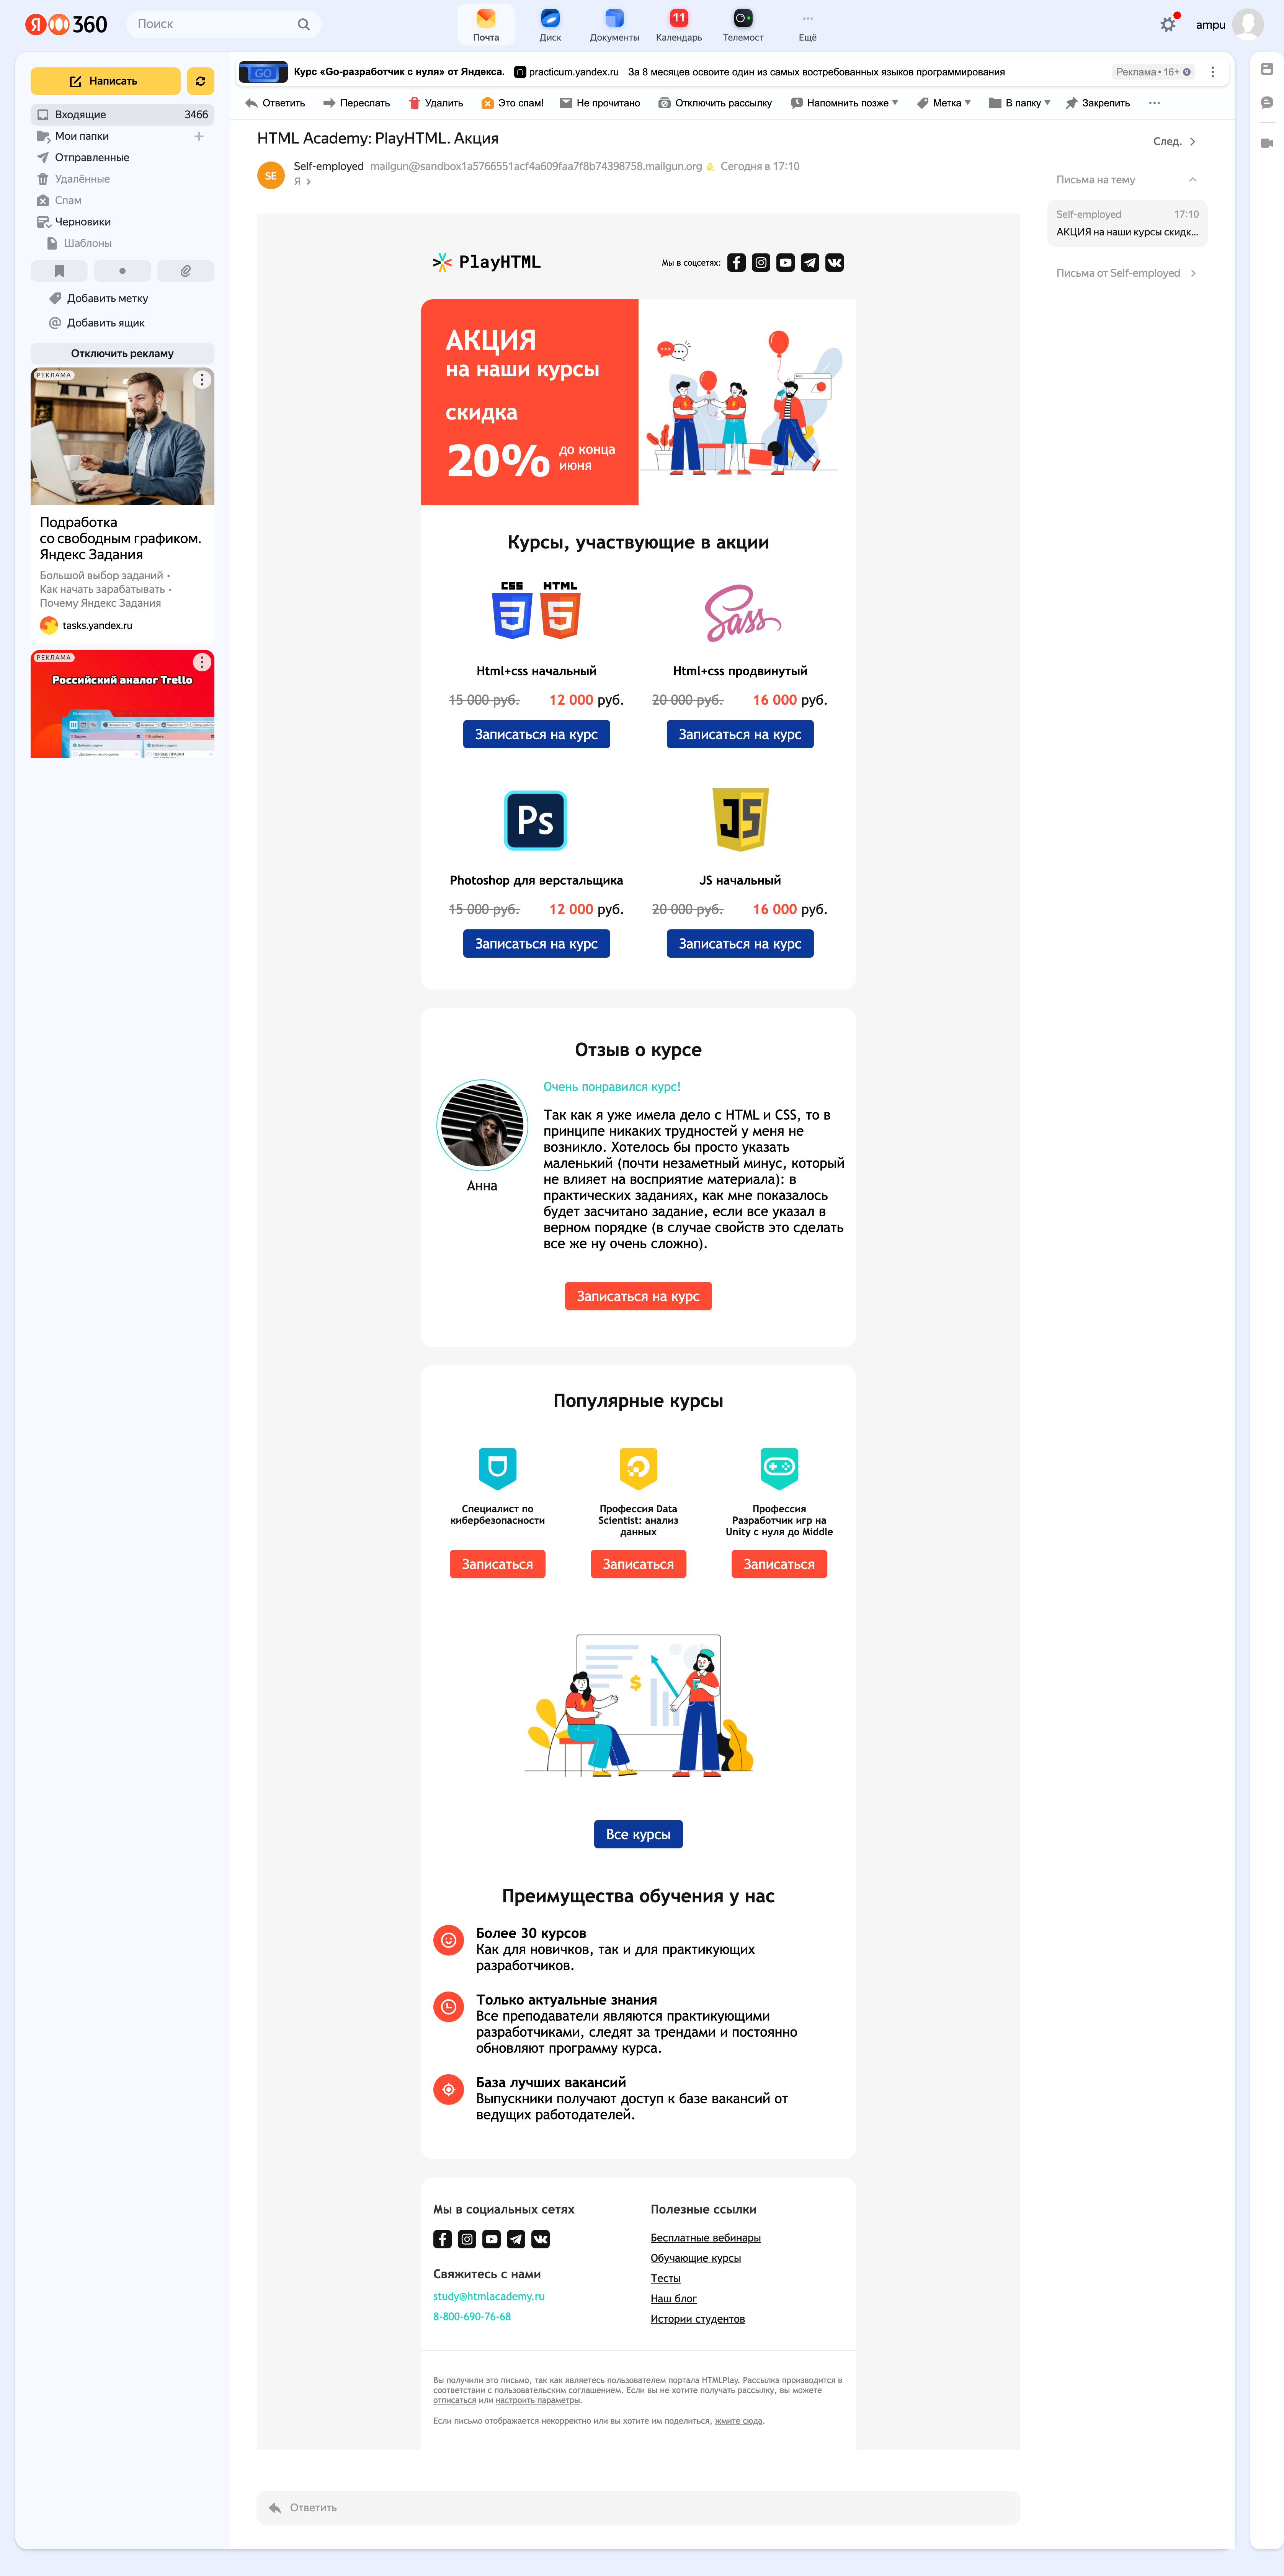 Я 360
Поиск
Почта
Диск
Документы
11
Календарь
Телемост
Ещё
ampu
Написать
Входящие 3466
Мои папки
Отправленные
Удалённые
Спам
Черновики
Шаблоны
Добавить метку
Добавить ящик
Отключить рекламу
РЕКЛАМА
Подработка
со свободным графиком.
Яндекс Задания
Большой выбор заданий •
Как начать зарабатывать •
Почему Яндекс Задания
tasks.yandex.ru
РЕКЛАМА
Российский аналог Trello
GO Курс «Go-разработчик с нуля» от Яндекса. practicum.yandex.ru За 8 месяцев освоите один из самых востребованных языков программирования Реклама • 16+
Ответить Переслать Удалить Это спам! Не прочитано Отключить рассылку Напомнить позже Метка В папку Закрепить
HTML Academy: PlayHTML. Акция
SE
Self-employed mailgun@sandbox1a5766551acf4a609faa7f8b74398758.mailgun.org Сегодня в 17:10
Я
След.
Письма на тему
Self-employed 17:10
АКЦИЯ на наши курсы скидк...
Письма от Self-employed
PlayHTML
Мы в соцсетях:
АКЦИЯ
на наши курсы
скидка
20% до конца
июня
Курсы, участвующие в акции
CSS HTML
3 5
Sass
Html+css начальный
15 000 руб. 12 000 руб.
Записаться на курс
Html+css продвинутый
20 000 руб. 16 000 руб.
Записаться на курс
Ps
Photoshop для верстальщика
15 000 руб. 12 000 руб.
Записаться на курс
JS
JS начальный
20 000 руб. 16 000 руб.
Записаться на курс
Отзыв о курсе
Анна
Очень понравился курс!
Так как я уже имела дело с HTML и CSS, то в
принципе никаких трудностей у меня не
возникло. Хотелось бы просто указать
маленький (почти незаметный минус, который
не влияет на восприятие материала): в
практических заданиях, как мне показалось
будет засчитано задание, если все указал в
верном порядке (в случае свойств это сделать
все же ну очень сложно).
Записаться на курс
Популярные курсы
Специалист по
кибербезопасности
Записаться
Профессия Data
Scientist: анализ
данных
Записаться
Профессия
Разработчик игр на
Unity с нуля до Middle
Записаться
$
Все курсы
Преимущества обучения у нас
Более 30 курсов
Как для новичков, так и для практикующих
разработчиков.
Только актуальные знания
Все преподаватели являются практикующими
разработчиками, следят за трендами и постоянно
обновляют программу курса.
База лучших вакансий
Выпускники получают доступ к базе вакансий от
ведущих работодателей.
Мы в социальных сетях
Свяжитесь с нами
study@htmlacademy.ru
8-800-690-76-68
Полезные ссылки
Бесплатные вебинары
Обучающие курсы
Тесты
Наш блог
Истории студентов
Вы получили это письмо, так как являетесь пользователем портала HTMLPlay. Рассылка производится в
соответствии с пользовательским соглашением. Если вы не хотите получать рассылку, вы можете
отписаться или настроить параметры.
Если письмо отображается некорректно или вы хотите им поделиться, жмите сюда.
Ответить